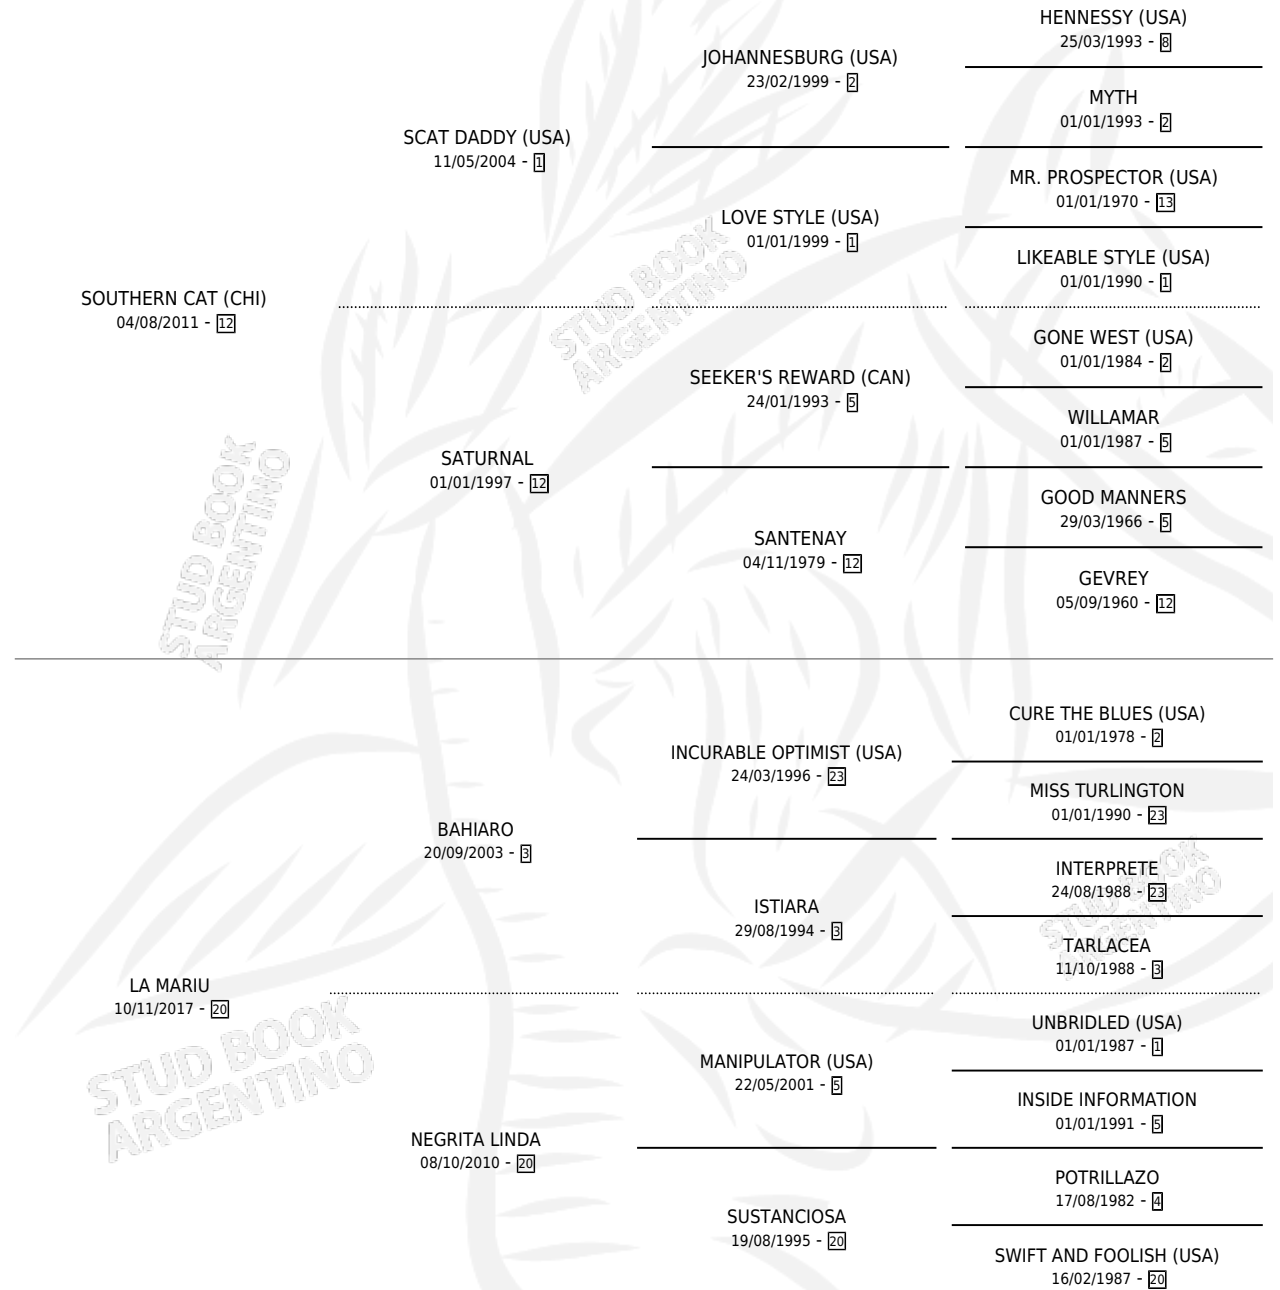 HENNESSY (USA)
25/03/1993 - 8
JOHANNESBURG (USA)
23/02/1999 - 2
MYTH
01/01/1993 - 2
SCAT DADDY (USA)
11/05/2004 - 1
MR. PROSPECTOR (USA)
01/01/1970 - 13
LOVE STYLE (USA)
01/01/1999 - 1
LIKEABLE STYLE (USA)
01/01/1990 - 1
SOUTHERN CAT (CHI)
04/08/2011 - 12
STUD BOOK
ARGENTINO
GONE WEST (USA)
01/01/1984 - 2
SEEKER'S REWARD (CAN)
24/01/1993 - 5
WILLAMAR
01/01/1987 - 5
SATURNAL
01/01/1997 - 12
GOOD MANNERS
29/03/1966 - 5
SANTENAY
04/11/1979 - 12
GEVREY
05/09/1960 - 12
STUD BOOK
ARGENTINO
CURE THE BLUES (USA)
01/01/1978 - 2
INCURABLE OPTIMIST (USA)
24/03/1996 - 23
MISS TURLINGTON
01/01/1990 - 23
BAHIARO
20/09/2003 - 3
INTERPRETE
24/08/1988 - 23
ISTIARA
29/08/1994 - 3
STUD BOOK
ARGENTINO
TARLACEA
11/10/1988 - 3
LA MARIU
10/11/2017 - 20
STUD BOOK
ARGENTINO
UNBRIDLED (USA)
01/01/1987 - 1
MANIPULATOR (USA)
22/05/2001 - 5
INSIDE INFORMATION
01/01/1991 - 5
NEGRITA LINDA
08/10/2010 - 20
POTRILLAZO
17/08/1982 - 4
SUSTANCIOSA
19/08/1995 - 20
SWIFT AND FOOLISH (USA)
16/02/1987 - 20